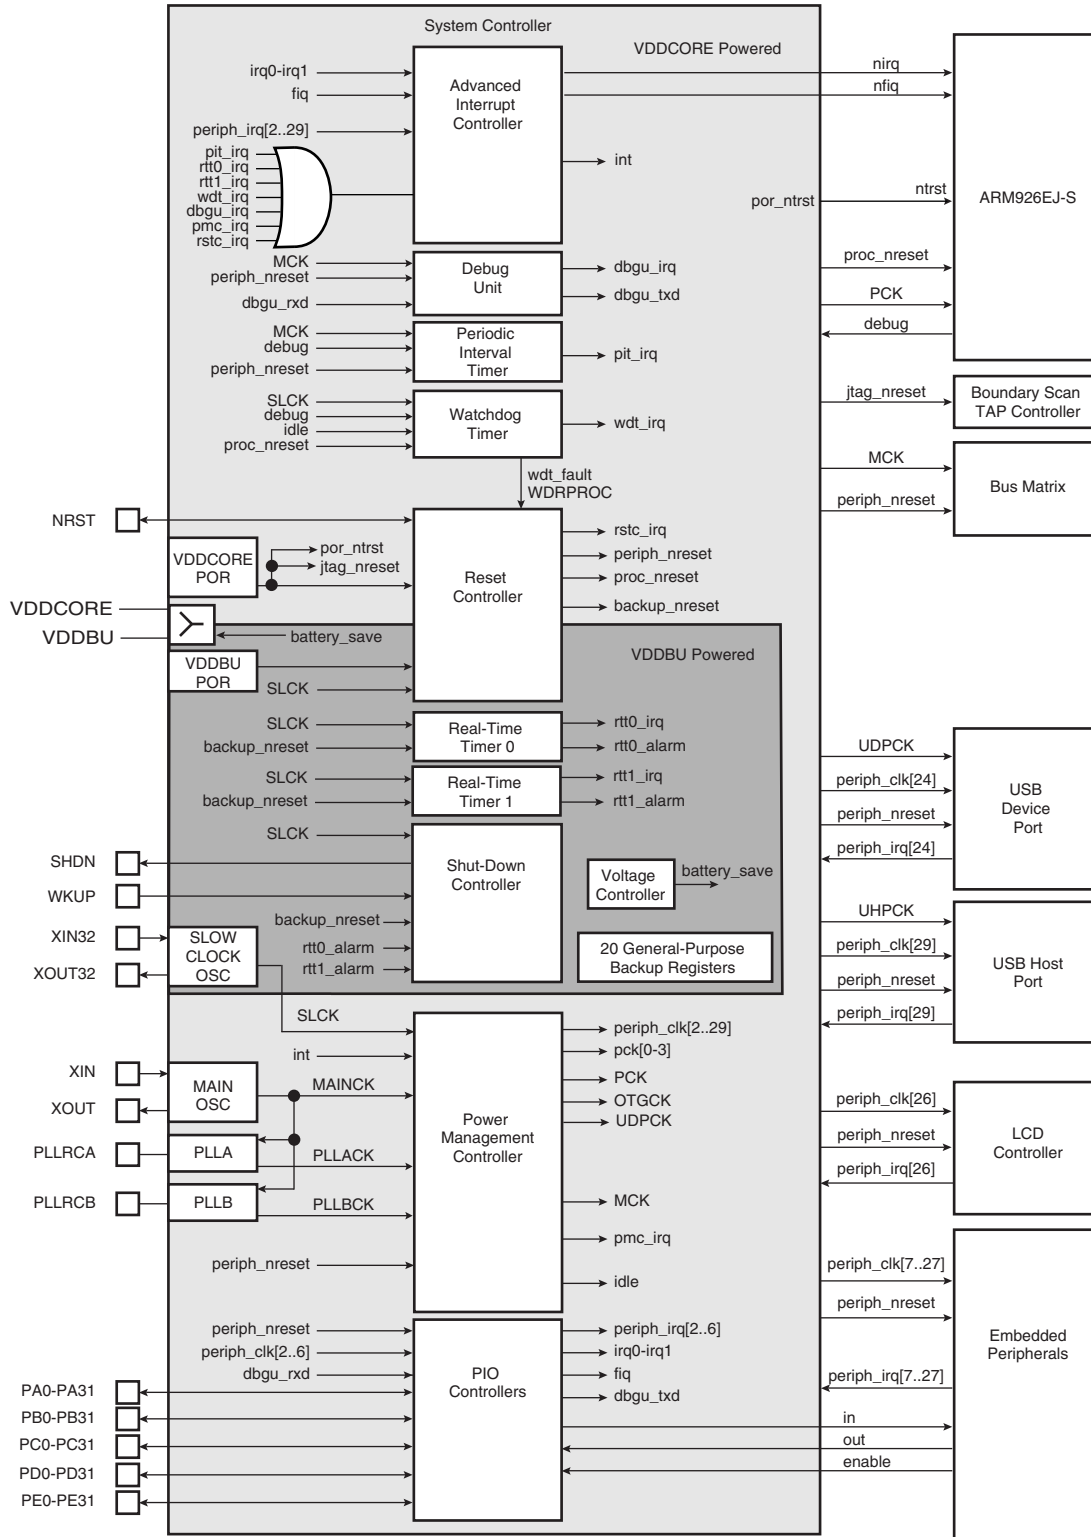 System Controller
VDDCORE Powered
irq0-irq1
fiq
periph_irq[2..29]
pit_irq
rtt0_irq
rtt1_irq
wdt_irq
dbgu_irq
pmc_irq
rstc_irq
Advanced
Interrupt
Controller
int
nirq
nfiq
por_ntrst
ntrst
ARM926EJ-S
proc_nreset
PCK
debug
MCK
periph_nreset
dbgu_rxd
Debug
Unit
dbgu_irq
dbgu_txd
MCK
debug
periph_nreset
Periodic
Interval
Timer
pit_irq
SLCK
debug
idle
proc_nreset
Watchdog
Timer
wdt_irq
jtag_nreset
Boundary Scan
TAP Controller
MCK
periph_nreset
Bus Matrix
wdt_fault
WDRPROC
NRST
VDDCORE
POR
por_ntrst
jtag_nreset
Reset
Controller
rstc_irq
periph_nreset
proc_nreset
backup_nreset
VDDCORE
VDDBU
battery_save
VDDBU
POR
SLCK
VDDBU Powered
SLCK
backup_nreset
Real-Time
Timer 0
rtt0_irq
rtt0_alarm
SLCK
backup_nreset
Real-Time
Timer 1
rtt1_irq
rtt1_alarm
SLCK
SHDN
WKUP
backup_nreset
rtt0_alarm
rtt1_alarm
Shut-Down
Controller
Voltage
Controller
battery_save
20 General-Purpose
Backup Registers
UDPCK
periph_clk[24]
periph_nreset
periph_irq[24]
USB
Device
Port
UHPCK
periph_clk[29]
periph_nreset
periph_irq[29]
USB Host
Port
XIN32
XOUT32
SLOW
CLOCK
OSC
SLCK
int
XIN
XOUT
MAIN
OSC
MAINCK
PLLRCA
PLLA
PLLACK
PLLRCB
PLLB
PLLBCK
periph_nreset
Power
Management
Controller
periph_clk[2..29]
pck[0-3]
PCK
OTGCK
UDPCK
MCK
pmc_irq
idle
periph_clk[26]
periph_nreset
periph_irq[26]
LCD
Controller
periph_clk[7..27]
periph_nreset
periph_irq[7..27]
in
out
enable
Embedded
Peripherals
periph_nreset
periph_clk[2..6]
dbgu_rxd
PA0-PA31
PB0-PB31
PC0-PC31
PD0-PD31
PE0-PE31
PIO
Controllers
periph_irq[2..6]
irq0-irq1
fiq
dbgu_txd